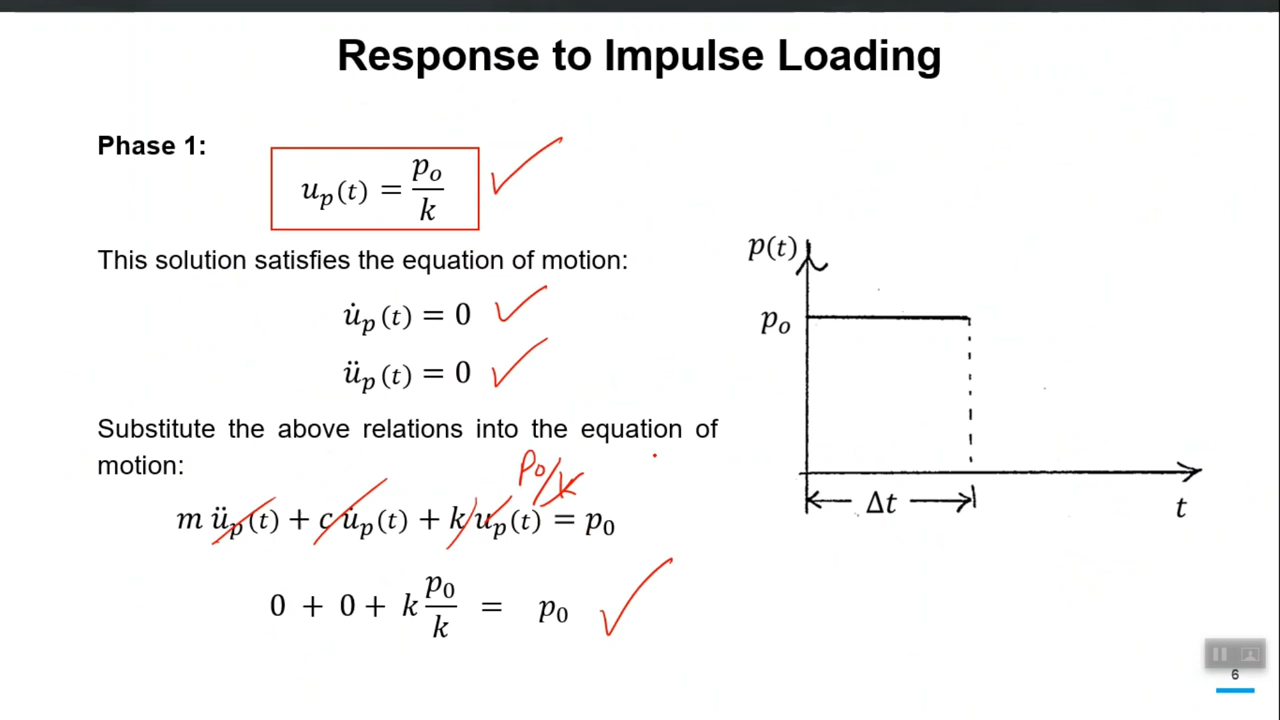 Response to Impulse Loading
Phase 1:
u_p(t) = p_o/k
This solution satisfies the equation of motion:
u̇_p(t) = 0
ü_p(t) = 0
Substitute the above relations into the equation of
motion:
Po/k
m ü_p(t) + c u̇_p(t) + k u_p(t) = p_0
0 + 0 + k p_0/k = p_0
p(t)
p_o
Δt
t
6